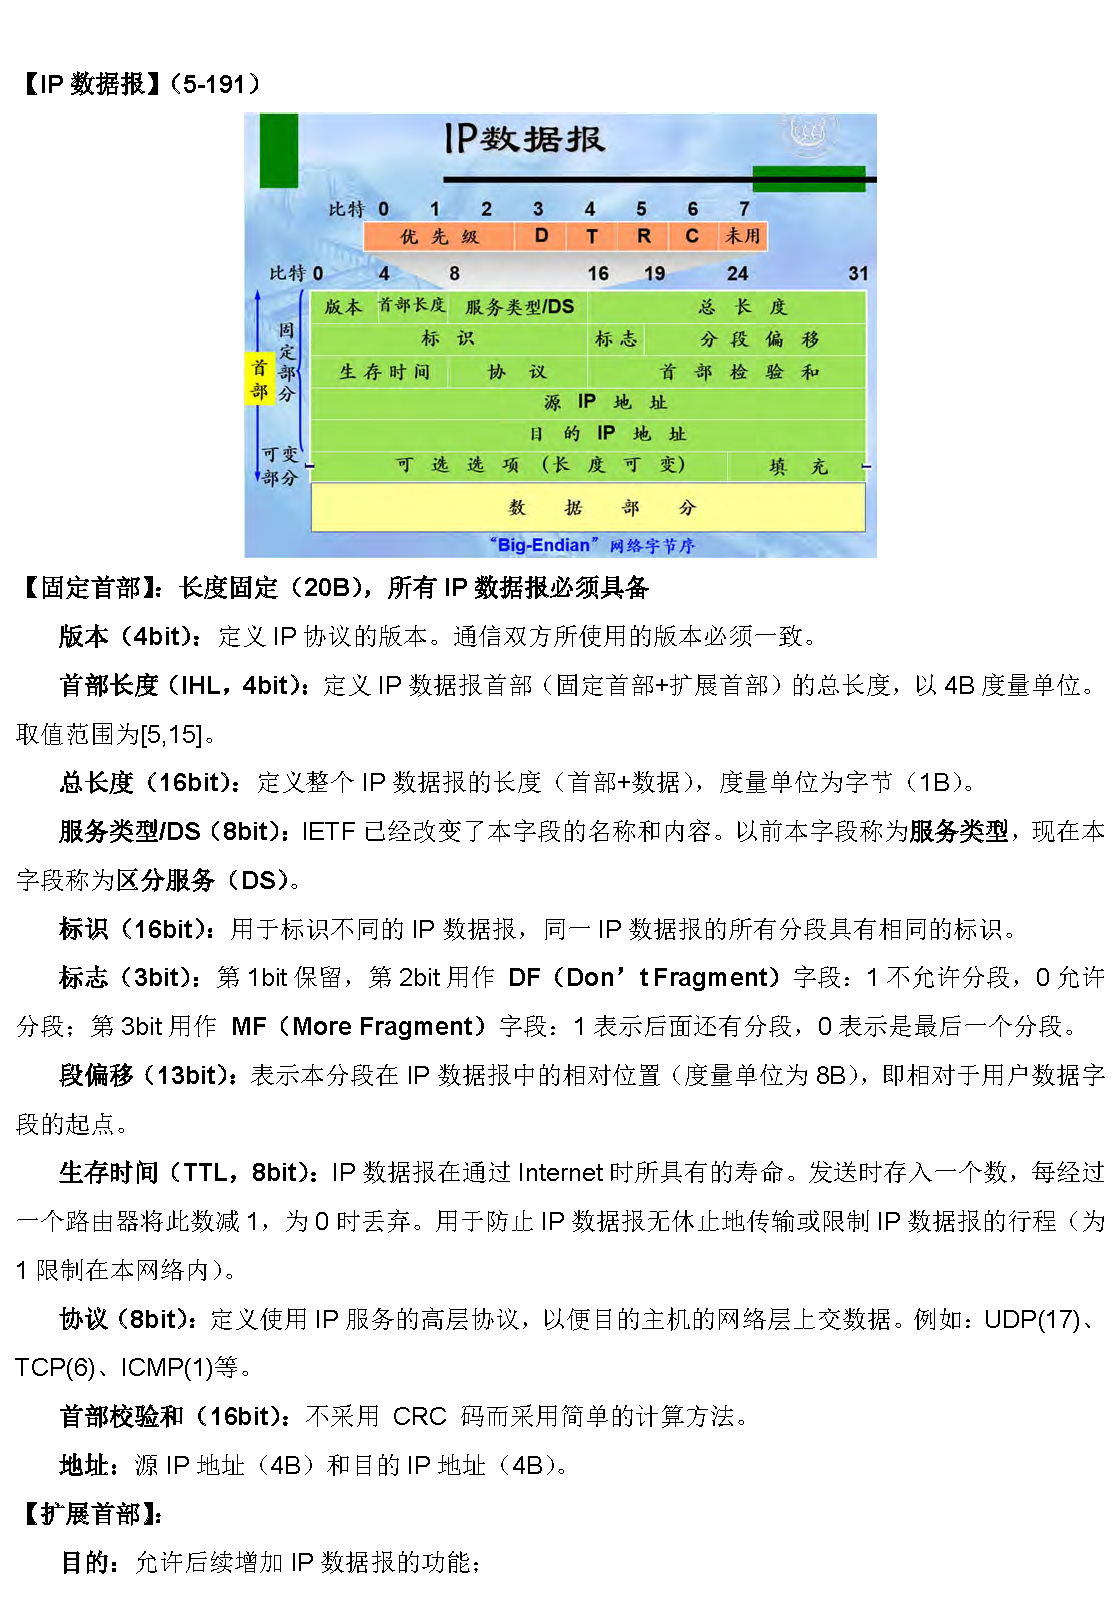 【IP 数据报】（5-191）
IP数据报
比特 0 1 2 3 4 5 6 7
优 先 级 D T R C 未用
比特 0 4 8 16 19 24 31
版本 首部长度 服务类型/DS 总 长 度
标 识 标 志 分 段 偏 移
生 存 时 间 协 议 首 部 检 验 和
源 IP 地 址
目 的 IP 地 址
可 选 选 项 (长 度 可 变) 填 充
数 据 部 分
首部
固定部分
可变部分
“Big-Endian”网络字节序
【固定首部】：长度固定（20B），所有 IP 数据报必须具备
版本（4bit）：定义 IP 协议的版本。通信双方所使用的版本必须一致。
首部长度（IHL，4bit）：定义 IP 数据报首部（固定首部+扩展首部）的总长度，以 4B 度量单位。
取值范围为[5,15]。
总长度（16bit）：定义整个 IP 数据报的长度（首部+数据），度量单位为字节（1B）。
服务类型/DS（8bit）：IETF 已经改变了本字段的名称和内容。以前本字段称为服务类型，现在本
字段称为区分服务（DS）。
标识（16bit）：用于标识不同的 IP 数据报，同一 IP 数据报的所有分段具有相同的标识。
标志（3bit）：第 1bit 保留，第 2bit 用作 DF（Don’t Fragment）字段：1 不允许分段，0 允许
分段；第 3bit 用作 MF（More Fragment）字段：1 表示后面还有分段，0 表示是最后一个分段。
段偏移（13bit）：表示本分段在 IP 数据报中的相对位置（度量单位为 8B），即相对于用户数据字
段的起点。
生存时间（TTL，8bit）：IP 数据报在通过 Internet 时所具有的寿命。发送时存入一个数，每经过
一个路由器将此数减 1，为 0 时丢弃。用于防止 IP 数据报无休止地传输或限制 IP 数据报的行程（为
1 限制在本网络内）。
协议（8bit）：定义使用 IP 服务的高层协议，以便目的主机的网络层上交数据。例如：UDP(17)、
TCP(6)、ICMP(1)等。
首部校验和（16bit）：不采用 CRC 码而采用简单的计算方法。
地址：源 IP 地址（4B）和目的 IP 地址（4B）。
【扩展首部】：
目的：允许后续增加 IP 数据报的功能；